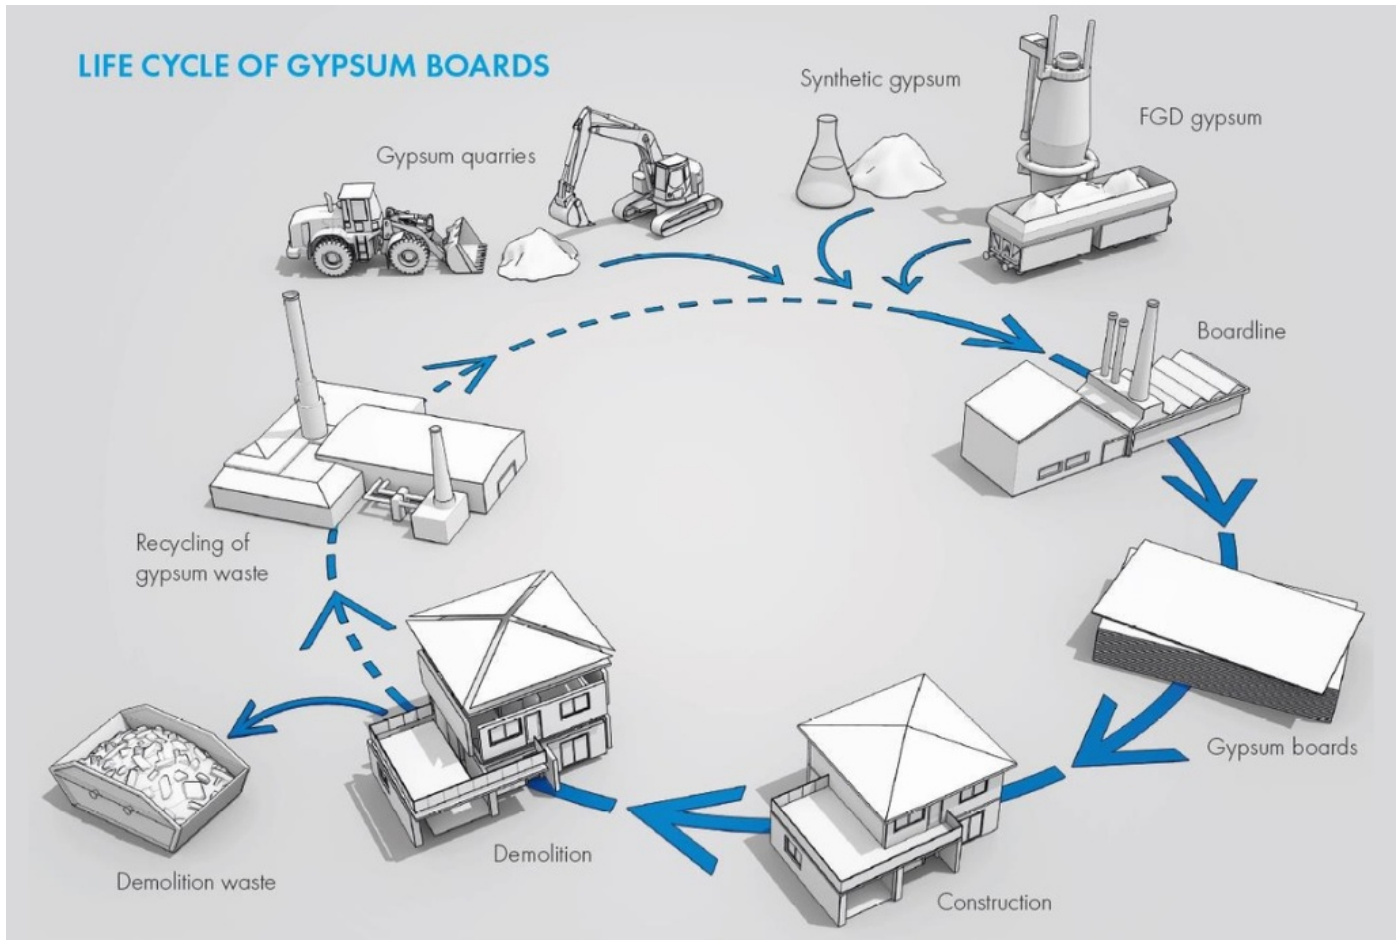 LIFE CYCLE OF GYPSUM BOARDS
Synthetic gypsum
FGD gypsum
Gypsum quarries
Boardline
Recycling of
gypsum waste
Gypsum boards
Demolition
Demolition waste
Construction